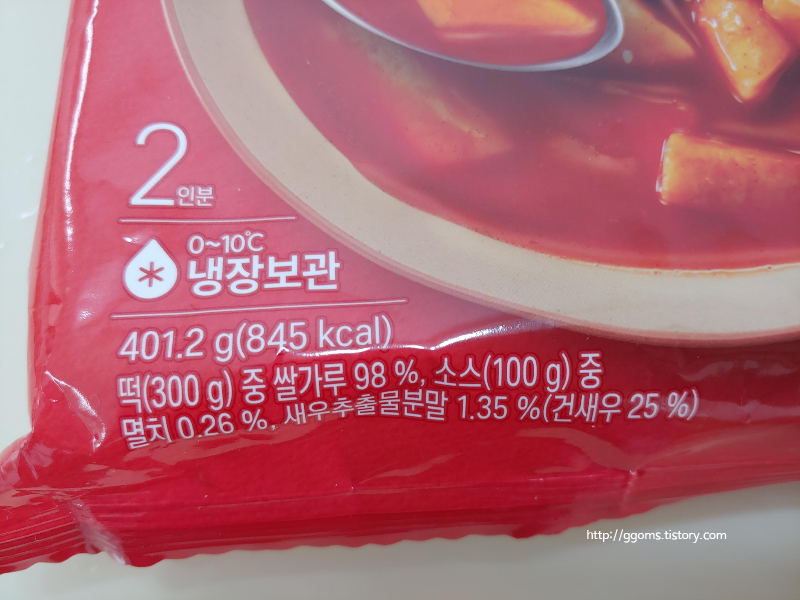 2인분
0~10℃
냉장보관
401.2 g(845 kcal)
떡(300 g) 중 쌀가루 98 %, 소스(100 g) 중
멸치 0.26 %, 새우추출물분말 1.35 %(건새우 25 %)
http://ggoms.tistory.com